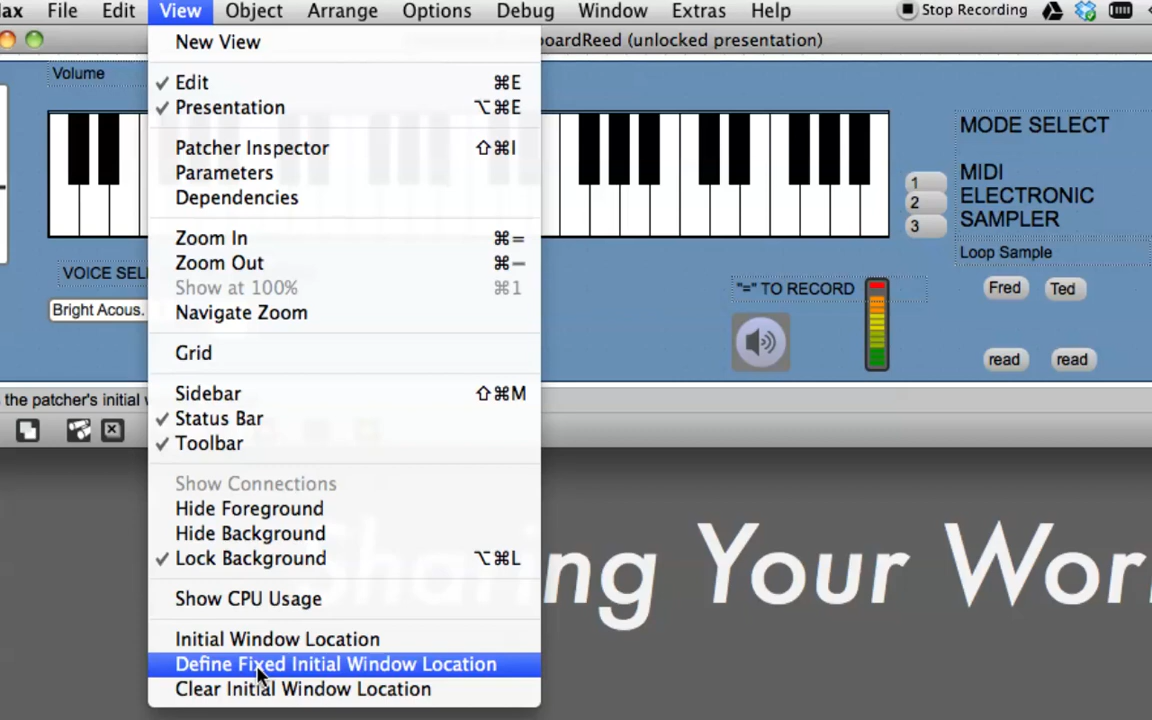 File Edit View Object Arrange Options Debug Window Extras Help Stop Recording
oardReed (unlocked presentation)
New View
Edit ⌘E
Presentation ⌥⌘E
Patcher Inspector ⇧⌘I
Parameters
Dependencies
Zoom In ⌘=
Zoom Out ⌘−
Show at 100% ⌘1
Navigate Zoom
Grid
Sidebar ⇧⌘M
Status Bar
Toolbar
Show Connections
Hide Foreground
Hide Background
Lock Background ⌥⌘L
Show CPU Usage
Initial Window Location
Define Fixed Initial Window Location
Clear Initial Window Location
Volume
VOICE SEL
Bright Acous.
the patcher's initial
1
2
3
MODE SELECT
MIDI
ELECTRONIC
SAMPLER
Loop Sample
"=" TO RECORD
Fred Ted
read read
Sharing Your Wor